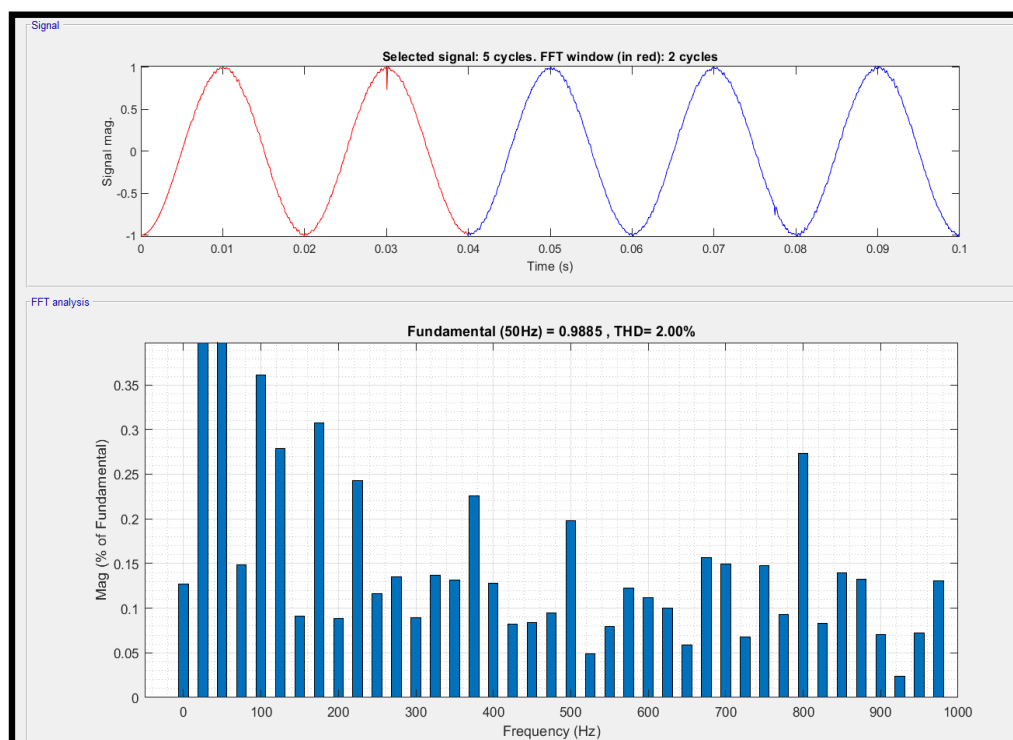 Signal
Selected signal: 5 cycles. FFT window (in red): 2 cycles
1
0.5
0
-0.5
-1
Signal mag.
0 0.01 0.02 0.03 0.04 0.05 0.06 0.07 0.08 0.09 0.1
Time (s)
FFT analysis
Fundamental (50Hz) = 0.9885 , THD= 2.00%
0.35
0.3
0.25
0.2
0.15
0.1
0.05
0
Mag (% of Fundamental)
0 100 200 300 400 500 600 700 800 900 1000
Frequency (Hz)